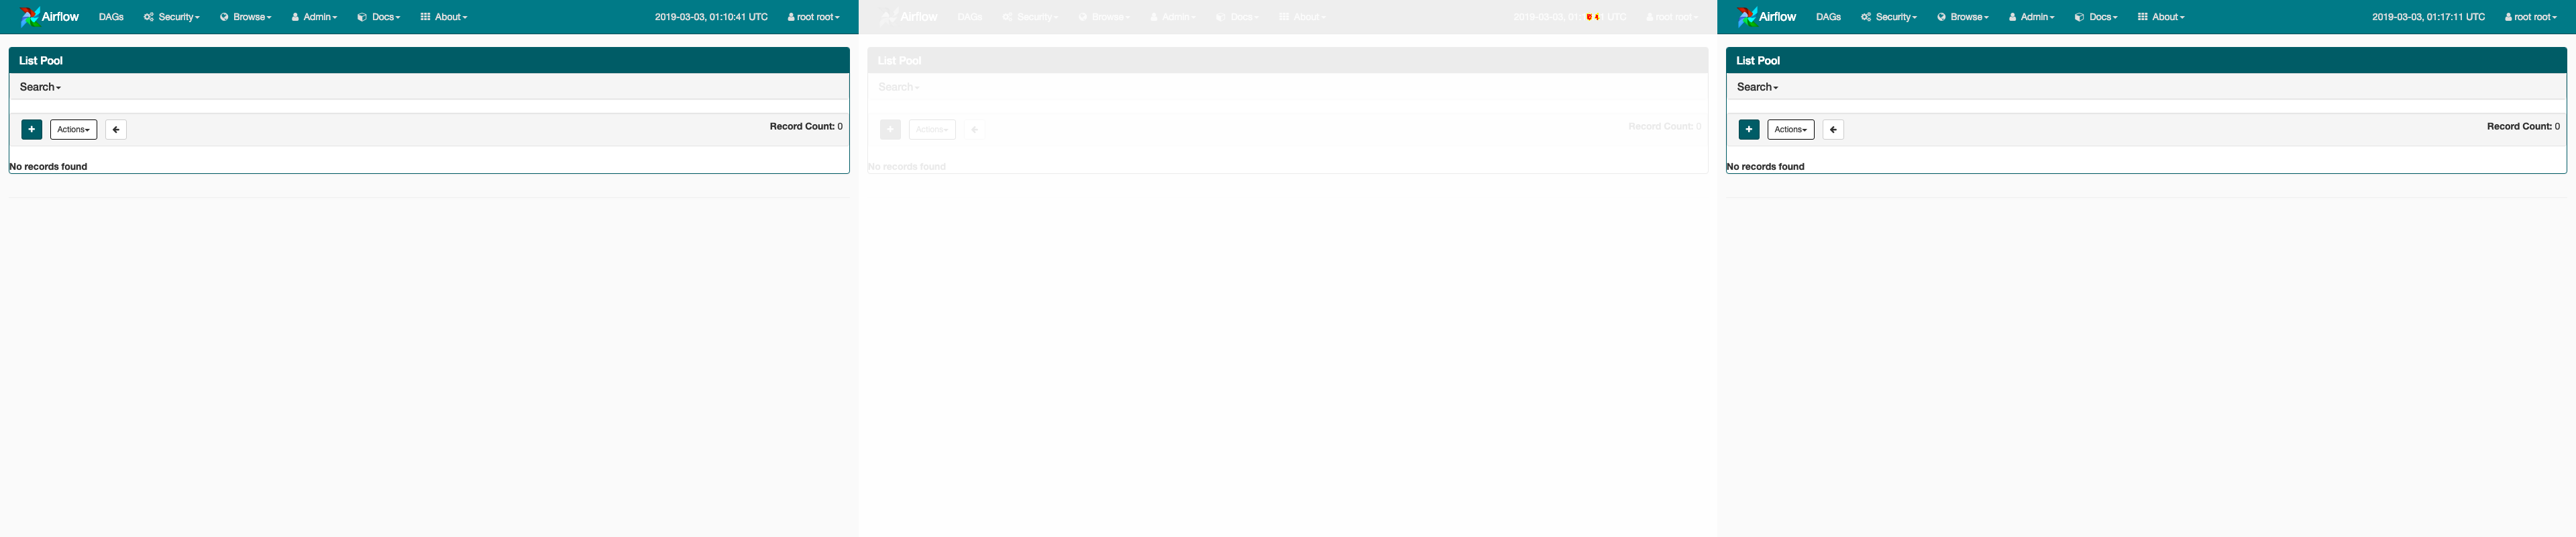 Airflow DAGs Security Browse Admin Docs About 2019-03-03, 01:10:41 UTC root root
List Pool
Search
Actions Record Count: 0
No records found
Airflow DAGs Security Browse Admin Docs About 2019-03-03, 01: UTC root root
List Pool
Search
Actions Record Count: 0
No records found
Airflow DAGs Security Browse Admin Docs About 2019-03-03, 01:17:11 UTC root root
List Pool
Search
Actions Record Count: 0
No records found